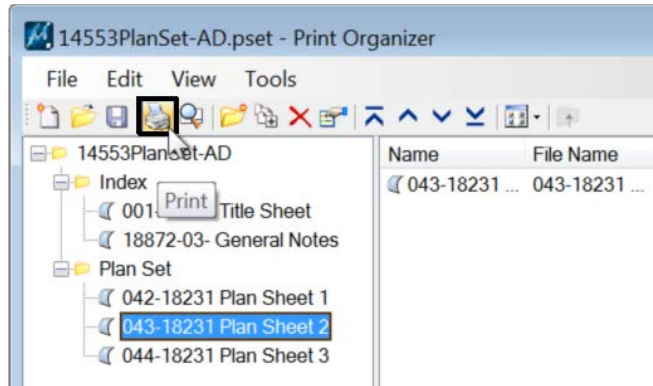 14553PlanSet-AD.pset - Print Organizer
File Edit View Tools
14553PlanSet-AD
Name File Name
Index
043-18231 ... 043-18231 ...
001- Title Sheet
Print
18872-03- General Notes
Plan Set
042-18231 Plan Sheet 1
043-18231 Plan Sheet 2
044-18231 Plan Sheet 3